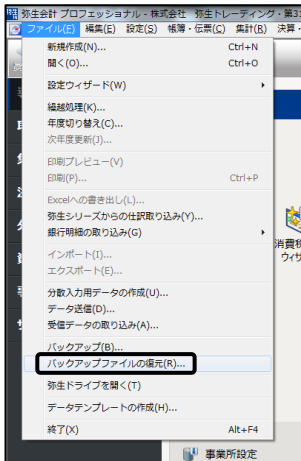 弥生会計 プロフェッショナル - 株式会社 弥生トレーディング - 第3
ファイル(F) 編集(E) 設定(S) 帳簿・伝票(C) 集計(R) 決算・
新規作成(N)... Ctrl+N
開く(O)... Ctrl+O
設定ウィザード(W)
繰越処理(K)...
年度切り替え(C)...
次年度更新(J)...
印刷プレビュー(V)
印刷(P)... Ctrl+P
Excelへの書き出し(L)...
弥生シリーズからの仕訳取り込み(Y)...
銀行明細の取り込み(G)
消費税
ウィザ
インポート(I)...
エクスポート(E)...
分散入力用データの作成(U)...
データ送信(D)...
受信データの取り込み(A)...
バックアップ(B)...
バックアップファイルの復元(R)...
弥生ドライブを開く(T)
データテンプレートの作成(H)...
終了(X) Alt+F4
事業所設定